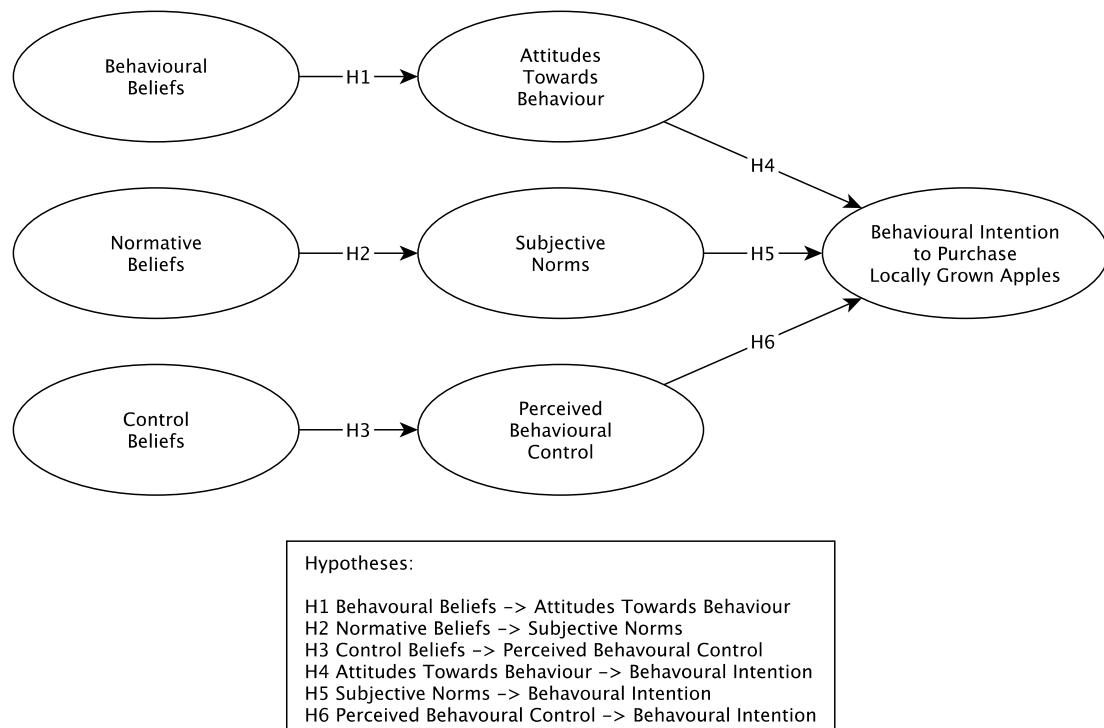 Behavioural
Beliefs
H1
Attitudes
Towards
Behaviour
H4
Normative
Beliefs
H2
Subjective
Norms
H5
Behavioural Intention
to Purchase
Locally Grown Apples
H6
Control
Beliefs
H3
Perceived
Behavioural
Control
Hypotheses:
H1 Behavoural Beliefs -> Attitudes Towards Behaviour
H2 Normative Beliefs -> Subjective Norms
H3 Control Beliefs -> Perceived Behavoural Control
H4 Attitudes Towards Behaviour -> Behavoural Intention
H5 Subjective Norms -> Behavoural Intention
H6 Perceived Behavoural Control -> Behavoural Intention